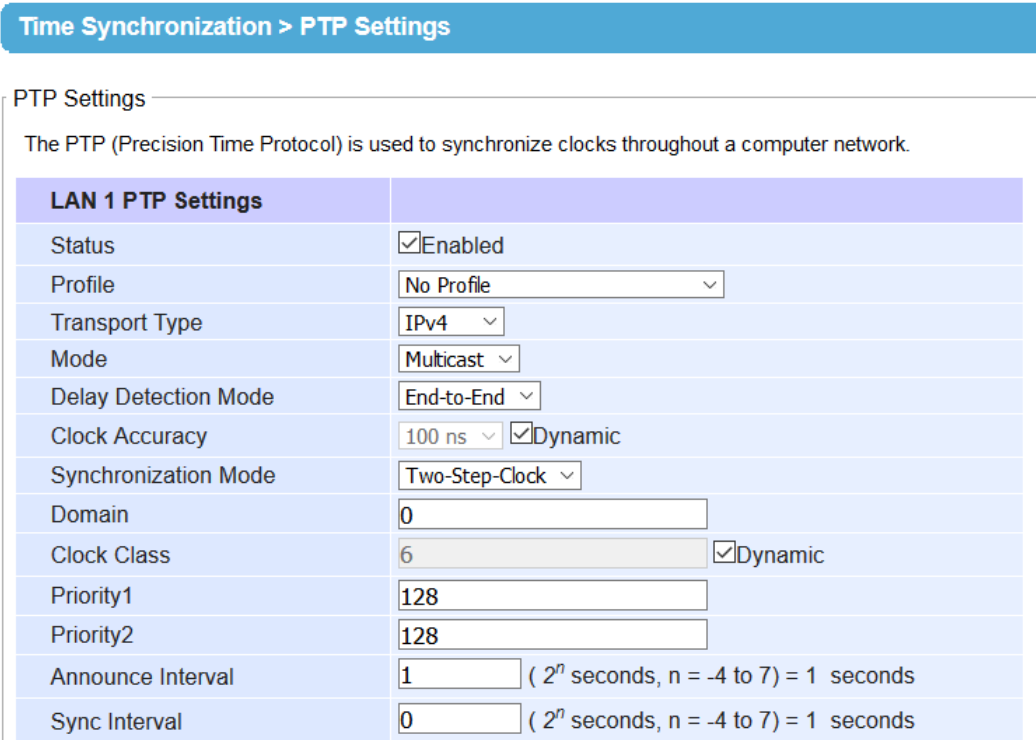 Time Synchronization > PTP Settings
PTP Settings
The PTP (Precision Time Protocol) is used to synchronize clocks throughout a computer network.
LAN 1 PTP Settings
Status Enabled
Profile No Profile
Transport Type IPv4
Mode Multicast
Delay Detection Mode End-to-End
Clock Accuracy 100 ns Dynamic
Synchronization Mode Two-Step-Clock
Domain 0
Clock Class 6 Dynamic
Priority1 128
Priority2 128
Announce Interval 1 ( 2ⁿ seconds, n = -4 to 7) = 1 seconds
Sync Interval 0 ( 2ⁿ seconds, n = -4 to 7) = 1 seconds